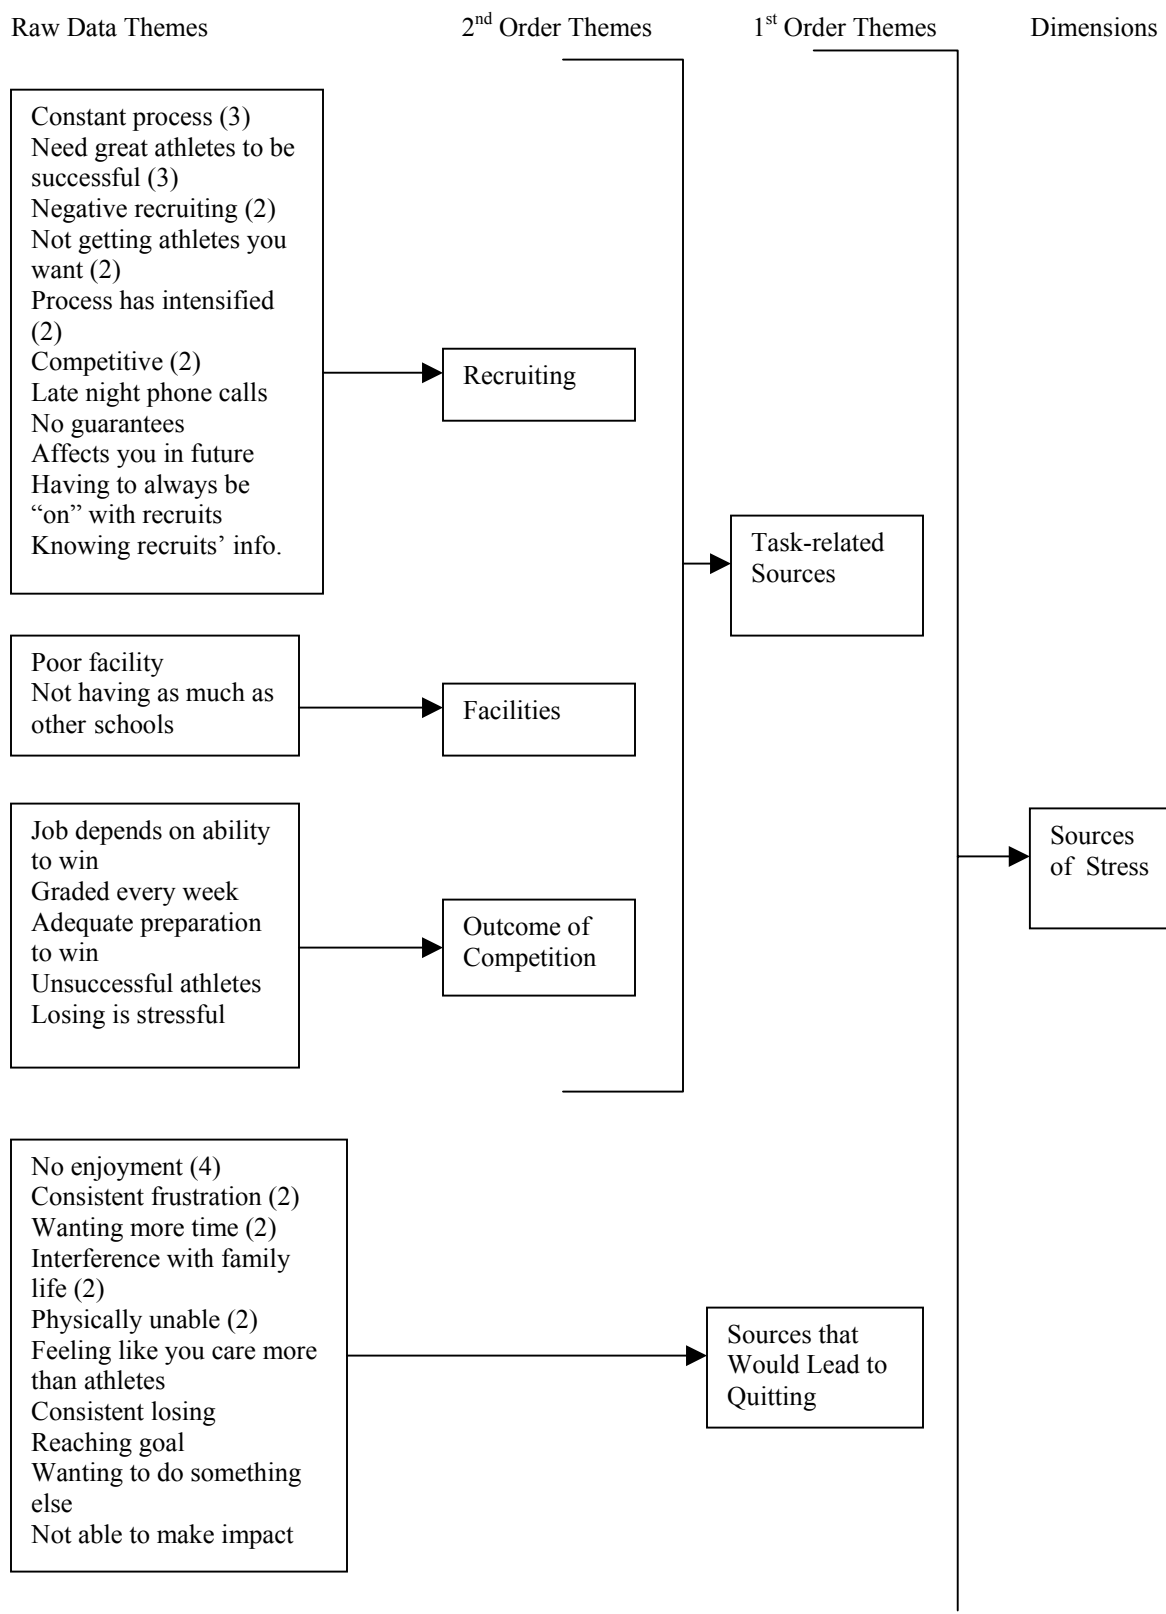 Raw Data Themes
2nd Order Themes
1st Order Themes
Dimensions
Constant process (3)
Need great athletes to be
successful (3)
Negative recruiting (2)
Not getting athletes you
want (2)
Process has intensified
(2)
Competitive (2)
Late night phone calls
No guarantees
Affects you in future
Having to always be
“on” with recruits
Knowing recruits’ info.
Recruiting
Task-related
Sources
Poor facility
Not having as much as
other schools
Facilities
Job depends on ability
to win
Graded every week
Adequate preparation
to win
Unsuccessful athletes
Losing is stressful
Outcome of
Competition
Sources
of Stress
No enjoyment (4)
Consistent frustration (2)
Wanting more time (2)
Interference with family
life (2)
Physically unable (2)
Feeling like you care more
than athletes
Consistent losing
Reaching goal
Wanting to do something
else
Not able to make impact
Sources that
Would Lead to
Quitting